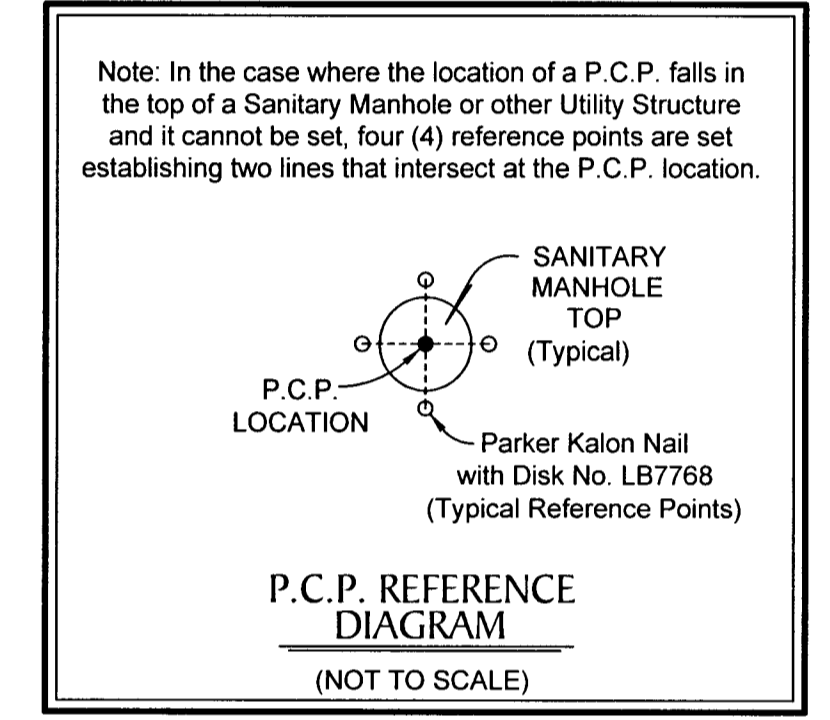 Note: In the case where the location of a P.C.P. falls in
the top of a Sanitary Manhole or other Utility Structure
and it cannot be set, four (4) reference points are set
establishing two lines that intersect at the P.C.P. location.
SANITARY
MANHOLE
TOP
(Typical)
P.C.P.
LOCATION
Parker Kalon Nail
with Disk No. LB7768
(Typical Reference Points)
P.C.P. REFERENCE
DIAGRAM
(NOT TO SCALE)